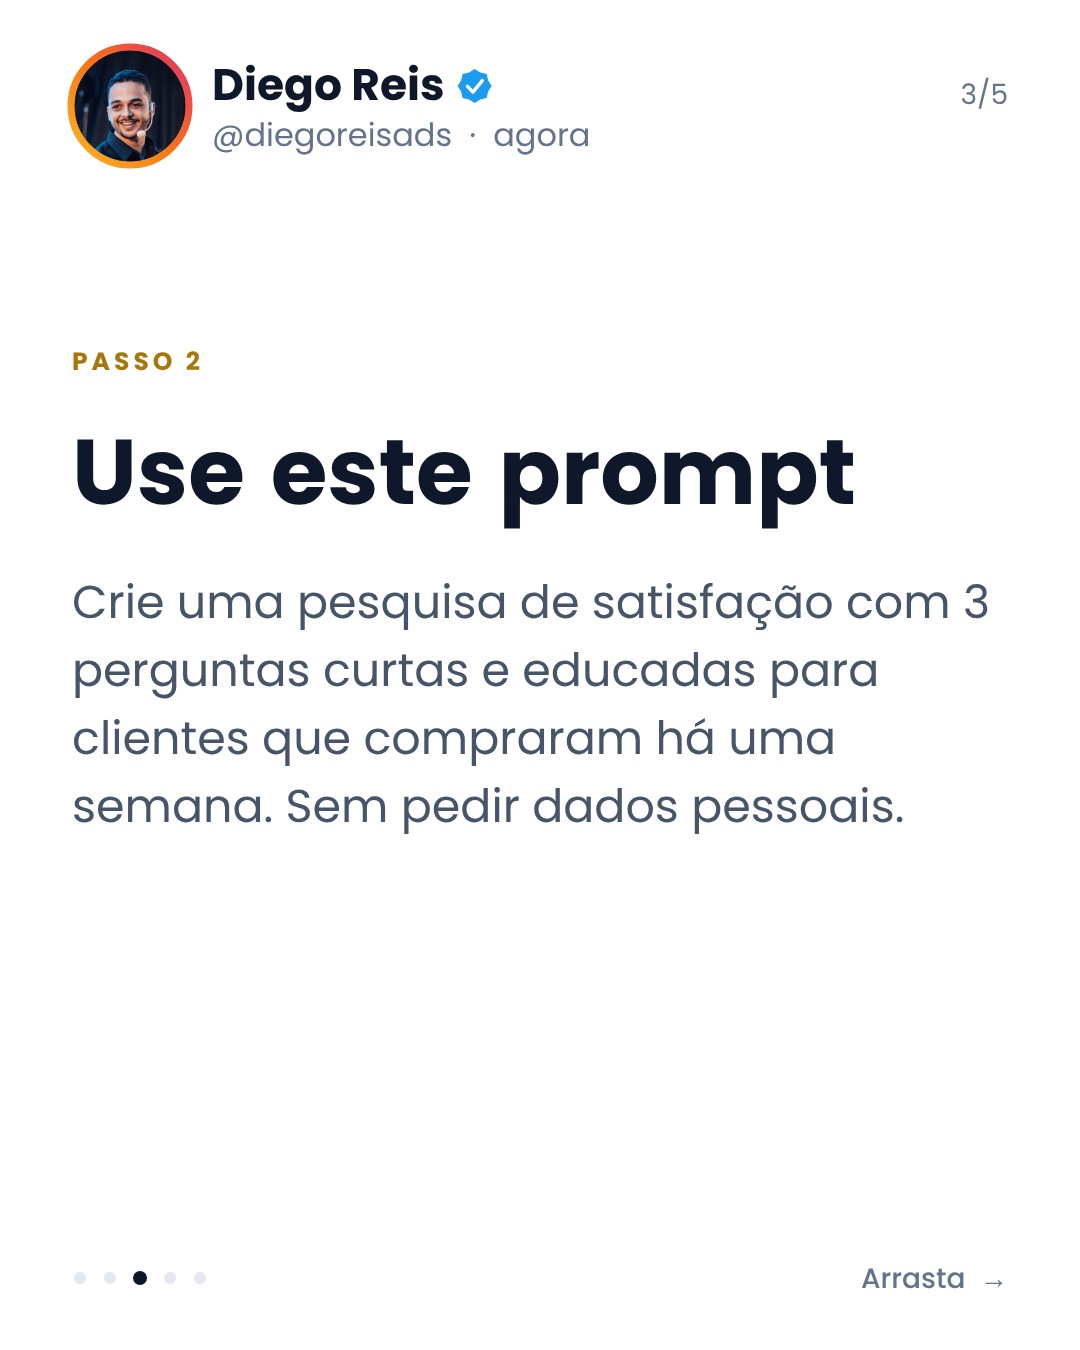 Diego Reis
@diegoreisads · agora
3/5
PASSO 2
Use este prompt
Crie uma pesquisa de satisfação com 3
perguntas curtas e educadas para
clientes que compraram há uma
semana. Sem pedir dados pessoais.
Arrasta →